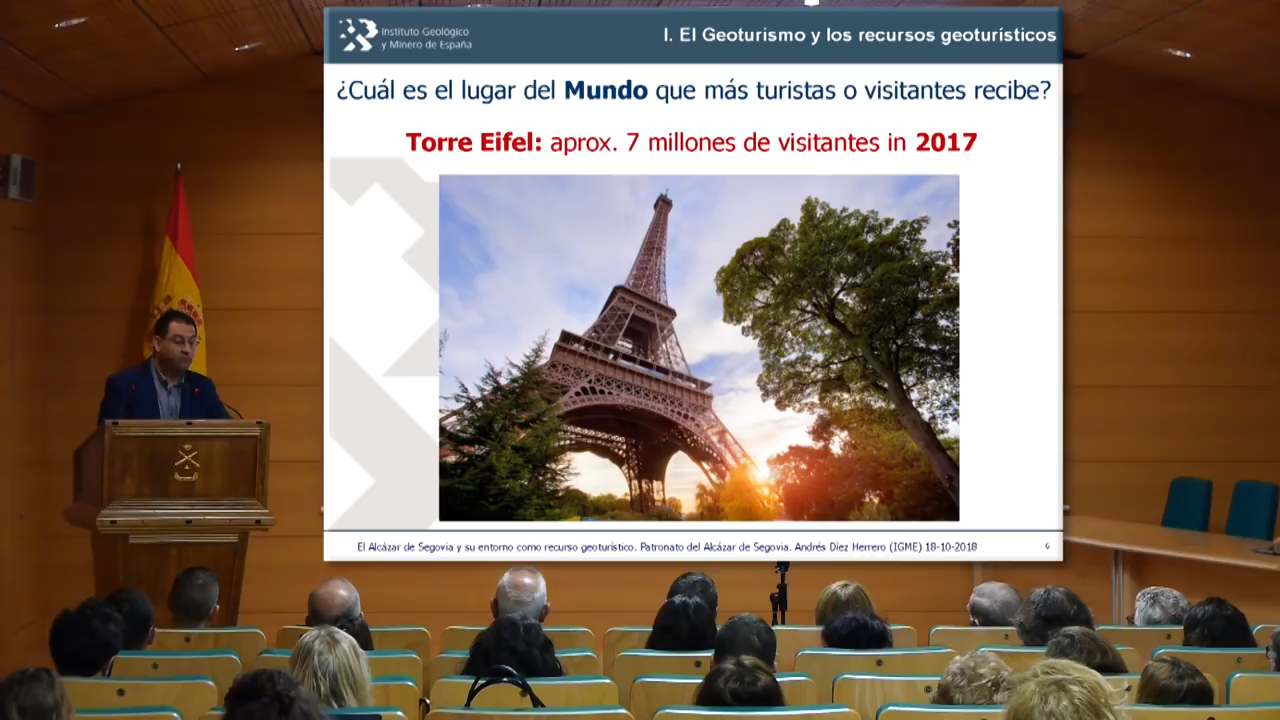 Instituto Geológico
y Minero de España
I. El Geoturismo y los recursos geoturísticos
¿Cuál es el lugar del Mundo que más turistas o visitantes recibe?
Torre Eifel: aprox. 7 millones de visitantes in 2017
El Alcázar de Segovia y su entorno como recurso geoturístico. Patronato del Alcázar de Segovia. Andrés Díez Herrero (IGME) 18-10-2018
6